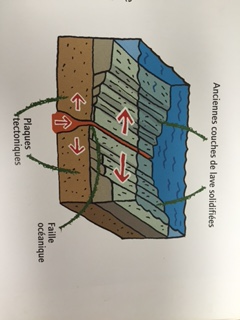 Anciennes couches de lave solidifiées
Plaques
tectoniques
Faille
océanique